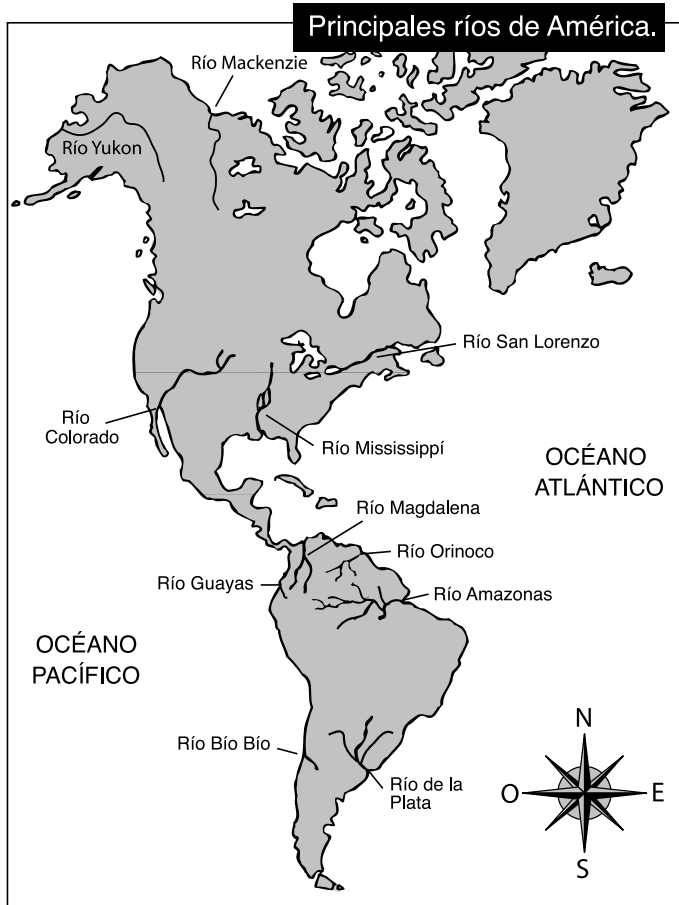 Principales ríos de América.
Río Mackenzie
Río Yukon
Río San Lorenzo
Río
Colorado
Río Mississippí
OCÉANO
ATLÁNTICO
Río Magdalena
Río Orinoco
Río Guayas
Río Amazonas
OCÉANO
PACÍFICO
Río Bío Bío
Río de la
Plata
N
O
E
S